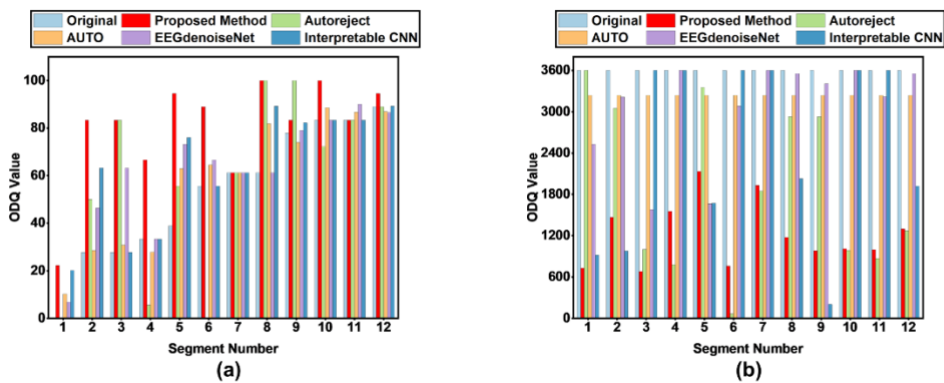 Original Proposed Method Autoreject
AUTO EEGdenoiseNet Interpretable CNN
100
80
60
40
20
0
ODQ Value
1 2 3 4 5 6 7 8 9 10 11 12
Segment Number
(a)
Original Proposed Method Autoreject
AUTO EEGdenoiseNet Interpretable CNN
3600
3000
2400
1800
1200
600
0
ODQ Value
1 2 3 4 5 6 7 8 9 10 11 12
Segment Number
(b)